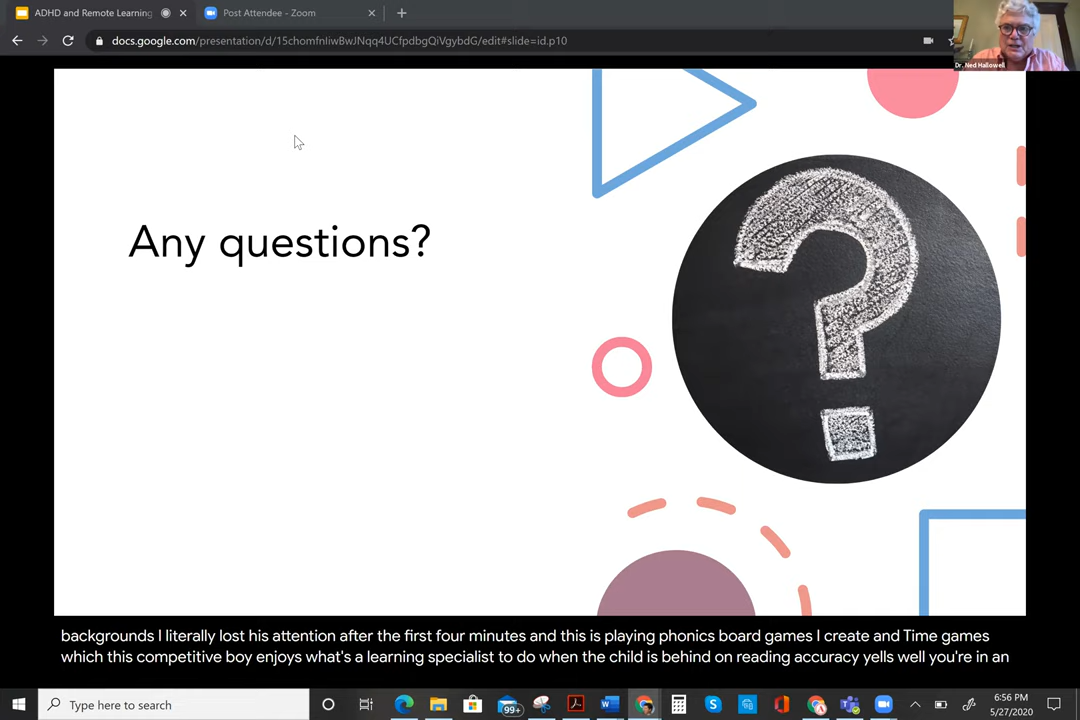 ADHD and Remote Learning
Post Attendee - Zoom
docs.google.com/presentation/d/15chomfnIiwBwJNqq4UCfpdbgQiVgybdG/edit#slide=id.p10
Dr. Ned Hallowell
Any questions?
backgrounds I literally lost his attention after the first four minutes and this is playing phonics board games I create and Time games
which this competitive boy enjoys what's a learning specialist to do when the child is behind on reading accuracy yells well you're in an
Type here to search
99+
6:56 PM
5/27/2020